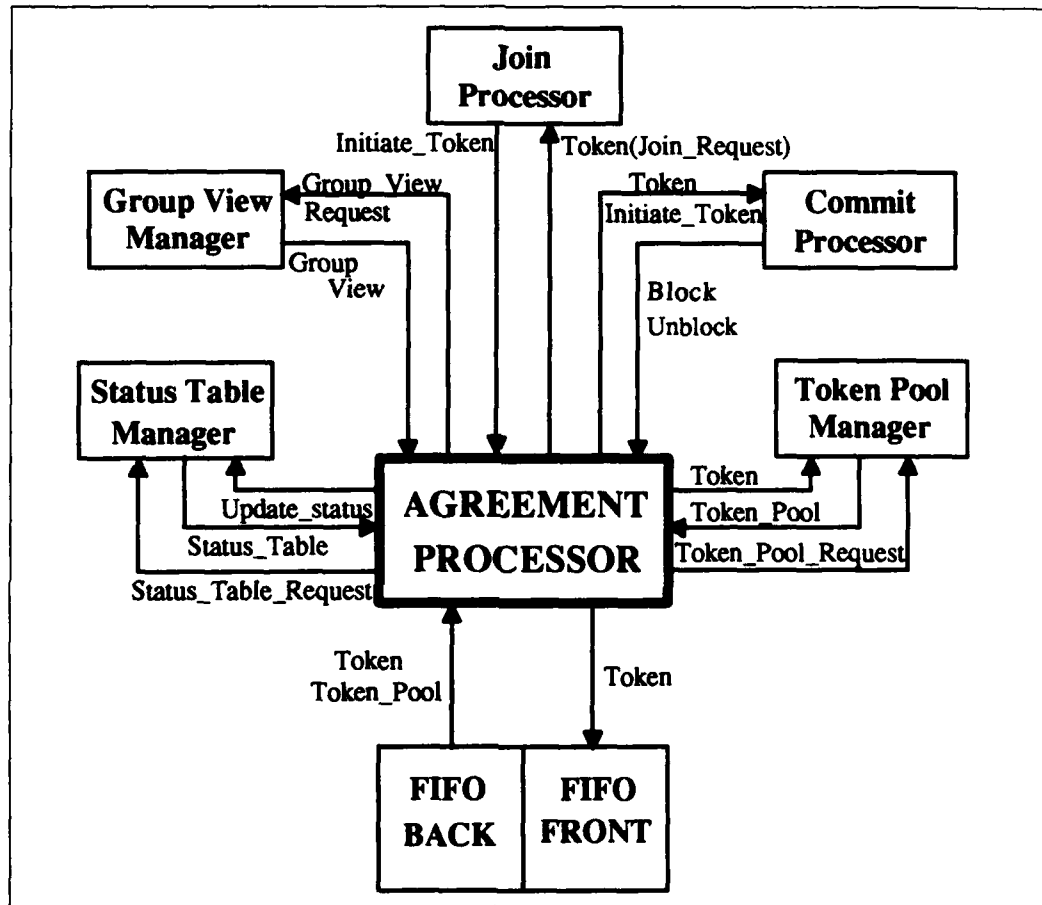 Join
Processor
Initiate_Token
Token(Join_Request)
Group View
Manager
Group_View
Request
Group
View
Token
Initiate_Token
Commit
Processor
Block
Unblock
Status Table
Manager
Token Pool
Manager
Update_status
Status_Table
Status_Table_Request
AGREEMENT
PROCESSOR
Token
Token_Pool
Token_Pool_Request
Token
Token_Pool
Token
FIFO
BACK
FIFO
FRONT